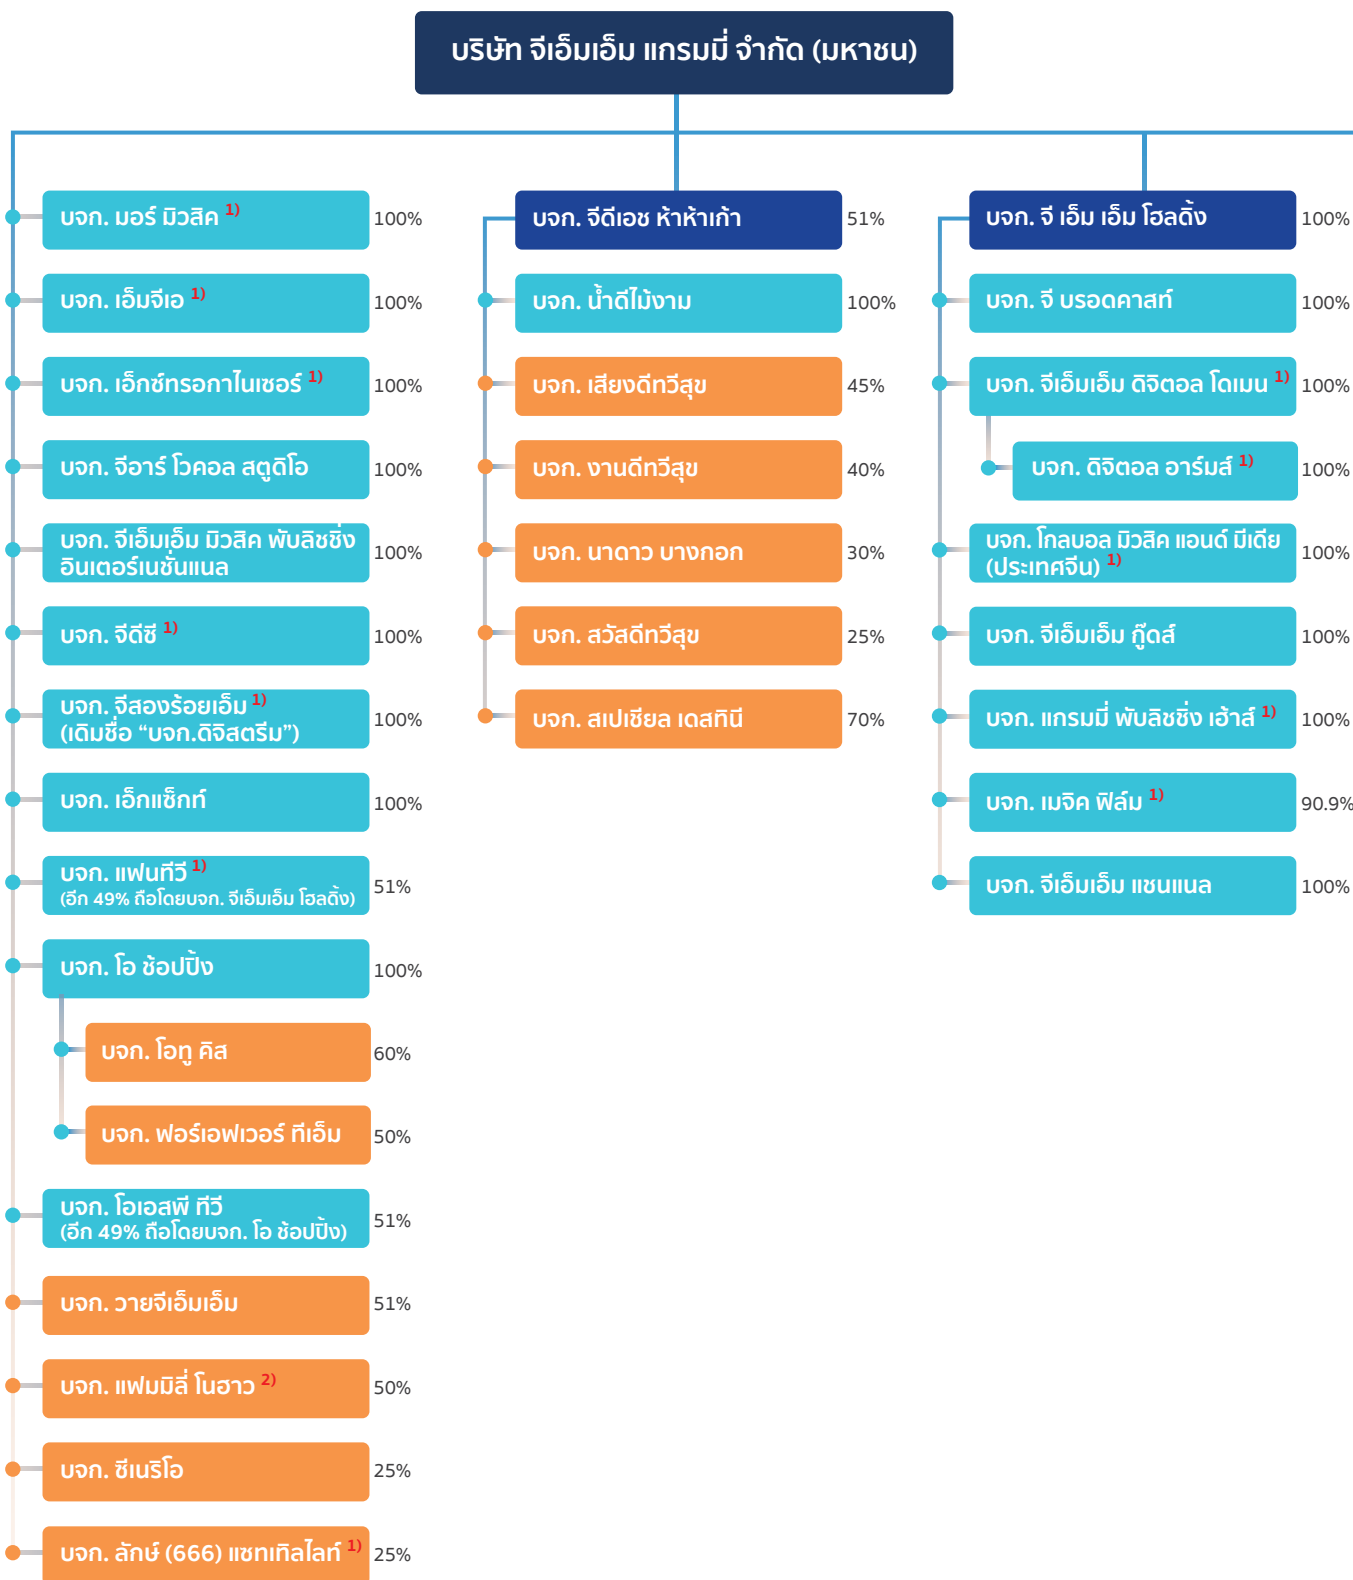 บริษัท จีเอ็มเอ็ม แกรมมี่ จำกัด (มหาชน)
บจก. มอร์ มิวสิค 1) 100%
บจก. เอ็มจีเอ 1) 100%
บจก. เอ็กซ์ทรอกาไนเซอร์ 1) 100%
บจก. จีอาร์ โวคอล สตูดิโอ 100%
บจก. จีเอ็มเอ็ม มิวสิค พับลิชชิ่ง
อินเตอร์เนชั่นแนล 100%
บจก. จีดีซี 1) 100%
บจก. จีสองร้อยเอ็ม 1)
(เดิมชื่อ “บจก.ดิจิสตรีม”) 100%
บจก. เอ็กแซ็กท์ 100%
บจก. แฟนทีวี 1)
(อีก 49% ถือโดยบจก. จีเอ็มเอ็ม โฮลดิ้ง) 51%
บจก. โอ ช้อปปิ้ง 100%
บจก. โอทู คิส 60%
บจก. ฟอร์เอฟเวอร์ ทีเอ็ม 50%
บจก. โอเอสพี ทีวี
(อีก 49% ถือโดยบจก. โอ ช้อปปิ้ง) 51%
บจก. วายจีเอ็มเอ็ม 51%
บจก. แฟมมิลี่ โนฮาว 2) 50%
บจก. ซีเนริโอ 25%
บจก. ลักษ์ (666) แซทเทิลไลท์ 1) 25%
บจก. จีดีเอช ห้าห้าเก้า 51%
บจก. น้ำดีไม้งาม 100%
บจก. เสียงดีทวีสุข 45%
บจก. งานดีทวีสุข 40%
บจก. นาดาว บางกอก 30%
บจก. สวัสดีทวีสุข 25%
บจก. สเปเชียล เดสทินี 70%
บจก. จี เอ็ม เอ็ม โฮลดิ้ง 100%
บจก. จี บรอดคาสท์ 100%
บจก. จีเอ็มเอ็ม ดิจิตอล โดเมน 1) 100%
บจก. ดิจิตอล อาร์มส์ 1) 100%
บจก. โกลบอล มิวสิค แอนด์ มีเดีย
(ประเทศจีน) 1) 100%
บจก. จีเอ็มเอ็ม กู๊ดส์ 100%
บจก. แกรมมี่ พับลิชชิ่ง เฮ้าส์ 1) 100%
บจก. เมจิค ฟิล์ม 1) 90.9%
บจก. จีเอ็มเอ็ม แชนแนล 100%